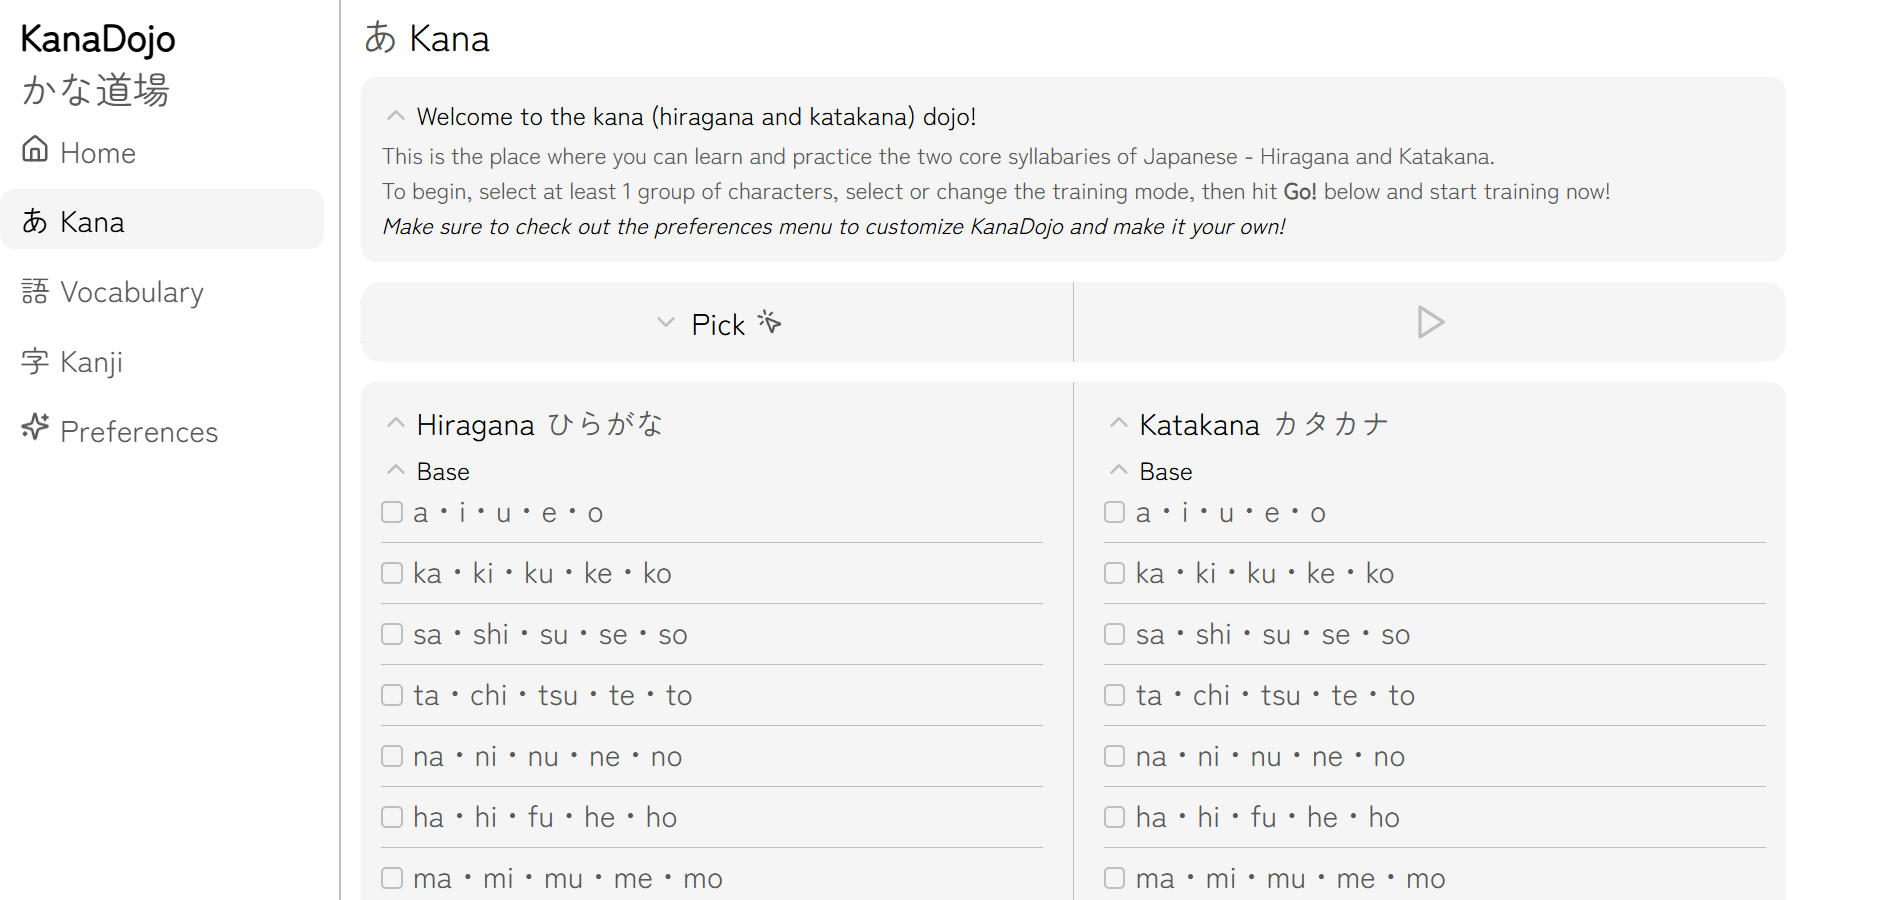 KanaDojo
かな道場
Home
あ Kana
語 Vocabulary
字 Kanji
Preferences
あ Kana
Welcome to the kana (hiragana and katakana) dojo!
This is the place where you can learn and practice the two core syllabaries of Japanese - Hiragana and Katakana.
To begin, select at least 1 group of characters, select or change the training mode, then hit Go! below and start training now!
Make sure to check out the preferences menu to customize KanaDojo and make it your own!
Pick
Hiragana ひらがな
Base
a・i・u・e・o
ka・ki・ku・ke・ko
sa・shi・su・se・so
ta・chi・tsu・te・to
na・ni・nu・ne・no
ha・hi・fu・he・ho
ma・mi・mu・me・mo
Katakana カタカナ
Base
a・i・u・e・o
ka・ki・ku・ke・ko
sa・shi・su・se・so
ta・chi・tsu・te・to
na・ni・nu・ne・no
ha・hi・fu・he・ho
ma・mi・mu・me・mo